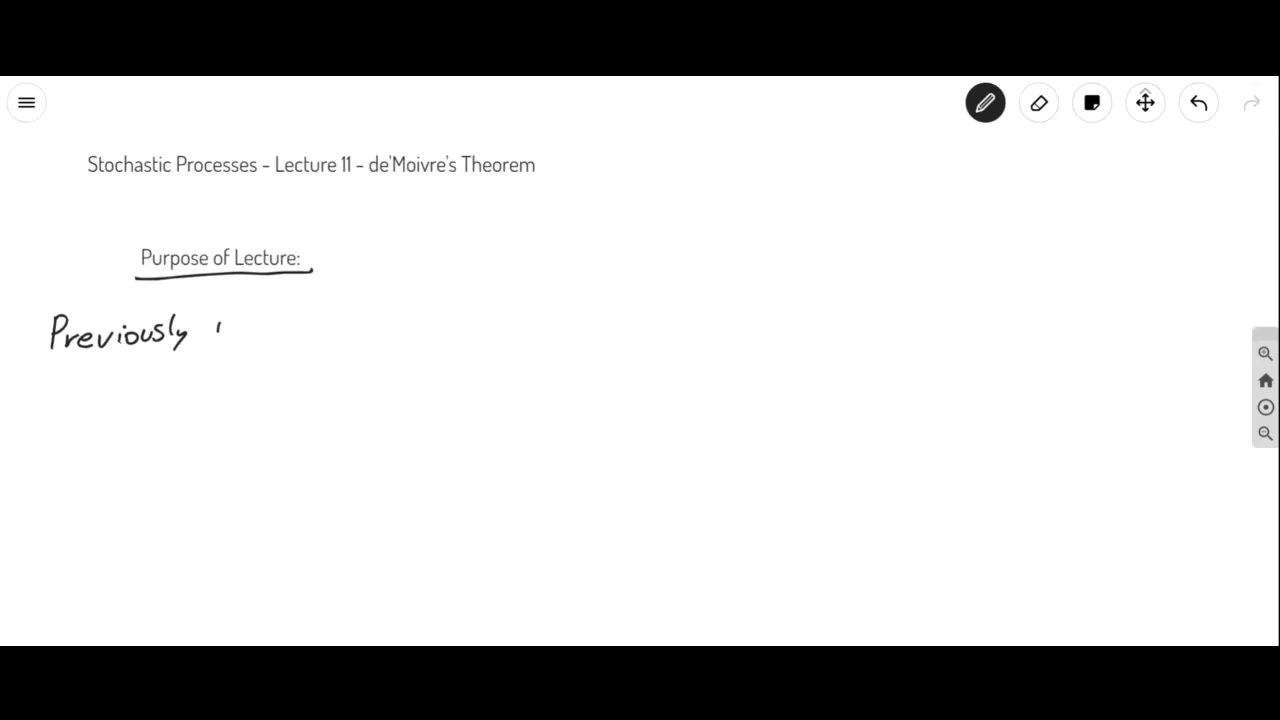 Stochastic Processes - Lecture 11 - de'Moivre's Theorem
Purpose of Lecture:
Previously